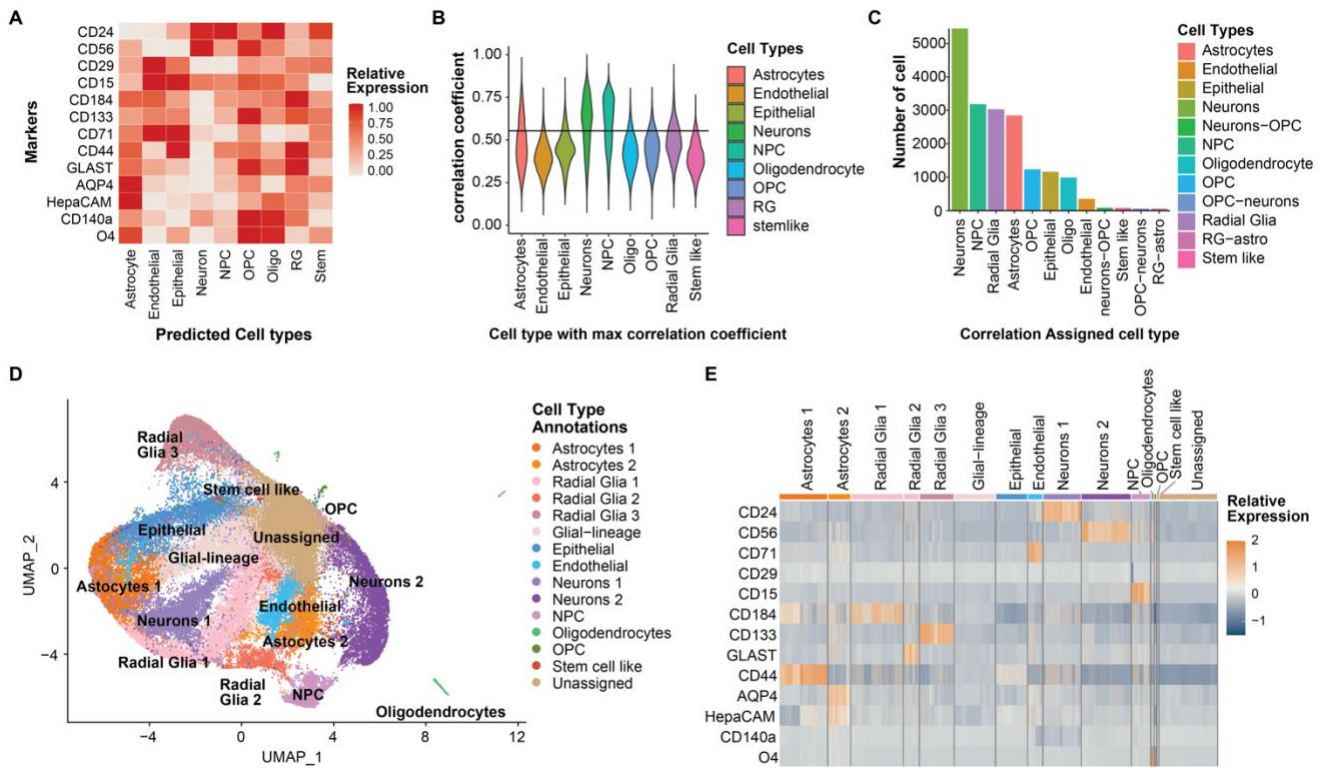 A
CD24
CD56
CD29
CD15
CD184
CD133
CD71
CD44
GLAST
AQP4
HepaCAM
CD140a
O4
Markers
Astrocyte
Endothelial
Epithelial
Neuron
NPC
OPC
Oligo
RG
Stem
Predicted Cell types
Relative
Expression
1.00
0.75
0.50
0.25
0.00
B
1.00
0.75
0.50
0.25
0.00
correlation coefficient
Astrocytes
Endothelial
Epithelial
Neurons
NPC
Oligo
OPC
Radial Glia
Stem like
Cell type with max correlation coefficient
Cell Types
Astrocytes
Endothelial
Epithelial
Neurons
NPC
Oligodendrocyte
OPC
RG
stemlike
C
5000
4000
3000
2000
1000
0
Number of cell
Neurons
NPC
Radial Glia
Astrocytes
OPC
Epithelial
Oligo
Endothelial
neurons-OPC
Stem like
OPC-neurons
RG-astro
Correlation Assigned cell type
Cell Types
Astrocytes
Endothelial
Epithelial
Neurons
Neurons-OPC
NPC
Oligodendrocyte
OPC
OPC-neurons
Radial Glia
RG-astro
Stem like
D
4
0
−4
UMAP_2
−4
0
4
8
12
UMAP_1
Radial
Glia 3
Stem cell like
OPC
Epithelial
Unassigned
Glial-lineage
Astocytes 1
Neurons 2
Endothelial
Neurons 1
Astocytes 2
Radial Glia 1
Radial
Glia 2
NPC
Oligodendrocytes
Cell Type
Annotations
Astrocytes 1
Astrocytes 2
Radial Glia 1
Radial Glia 2
Radial Glia 3
Glial−lineage
Epithelial
Endothelial
Neurons 1
Neurons 2
NPC
Oligodendrocytes
OPC
Stem cell like
Unassigned
E
Astrocytes 1
Astrocytes 2
Radial Glia 1
Radial Glia 2
Radial Glia 3
Glial-lineage
Epithelial
Endothelial
Neurons 1
Neurons 2
NPC
Oligodendrocytes
OPC
Stem cell like
Unassigned
CD24
CD56
CD71
CD29
CD15
CD184
CD133
GLAST
CD44
AQP4
HepaCAM
CD140a
O4
Relative
Expression
2
1
0
−1